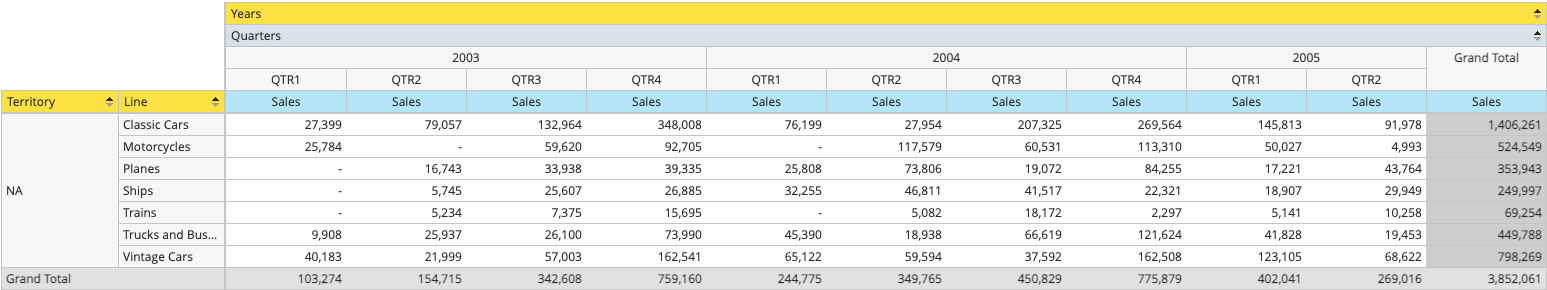 Years
Quarters
2003 2004 2005 Grand Total
QTR1 QTR2 QTR3 QTR4 QTR1 QTR2 QTR3 QTR4 QTR1 QTR2
Territory Line Sales Sales Sales Sales Sales Sales Sales Sales Sales Sales Sales
Classic Cars 27,399 79,057 132,964 348,008 76,199 27,954 207,325 269,564 145,813 91,978 1,406,261
Motorcycles 25,784 - 59,620 92,705 - 117,579 60,531 113,310 50,027 4,993 524,549
Planes - 16,743 33,938 39,335 25,808 73,806 19,072 84,255 17,221 43,764 353,943
NA Ships - 5,745 25,607 26,885 32,255 46,811 41,517 22,321 18,907 29,949 249,997
Trains - 5,234 7,375 15,695 - 5,082 18,172 2,297 5,141 10,258 69,254
Trucks and Bus... 9,908 25,937 26,100 73,990 45,390 18,938 66,619 121,624 41,828 19,453 449,788
Vintage Cars 40,183 21,999 57,003 162,541 65,122 59,594 37,592 162,508 123,105 68,622 798,269
Grand Total 103,274 154,715 342,608 759,160 244,775 349,765 450,829 775,879 402,041 269,016 3,852,061